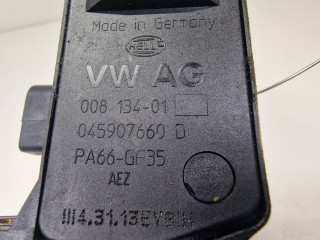 Made in Germany
HELLA
VW AG
008 134-01
045907660 D
PA66-GF35
AEZ